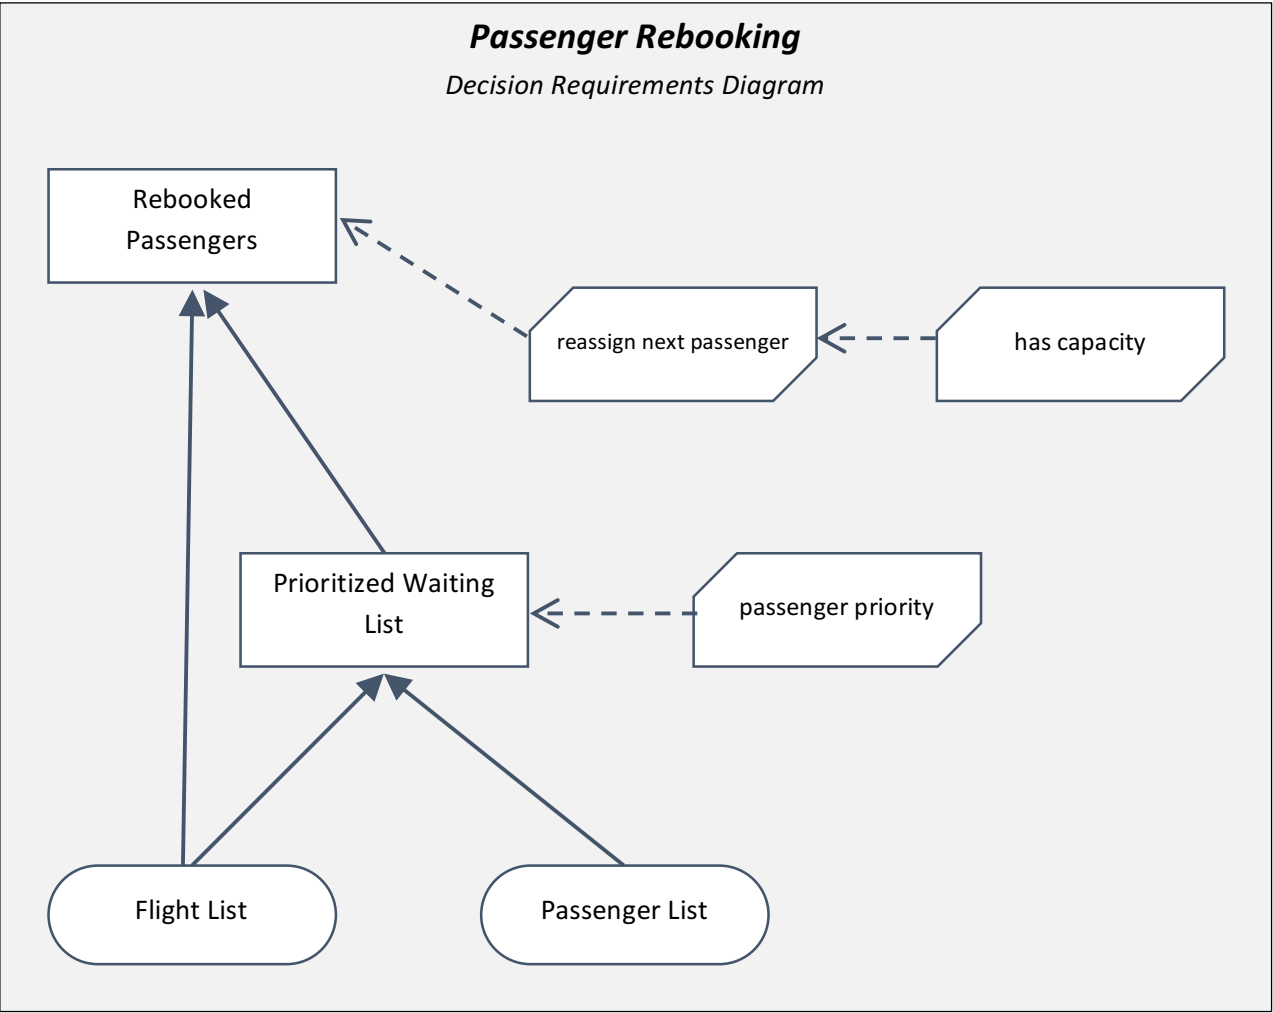 Passenger Rebooking
Decision Requirements Diagram
Rebooked
Passengers
reassign next passenger
has capacity
Prioritized Waiting
List
passenger priority
Flight List
Passenger List